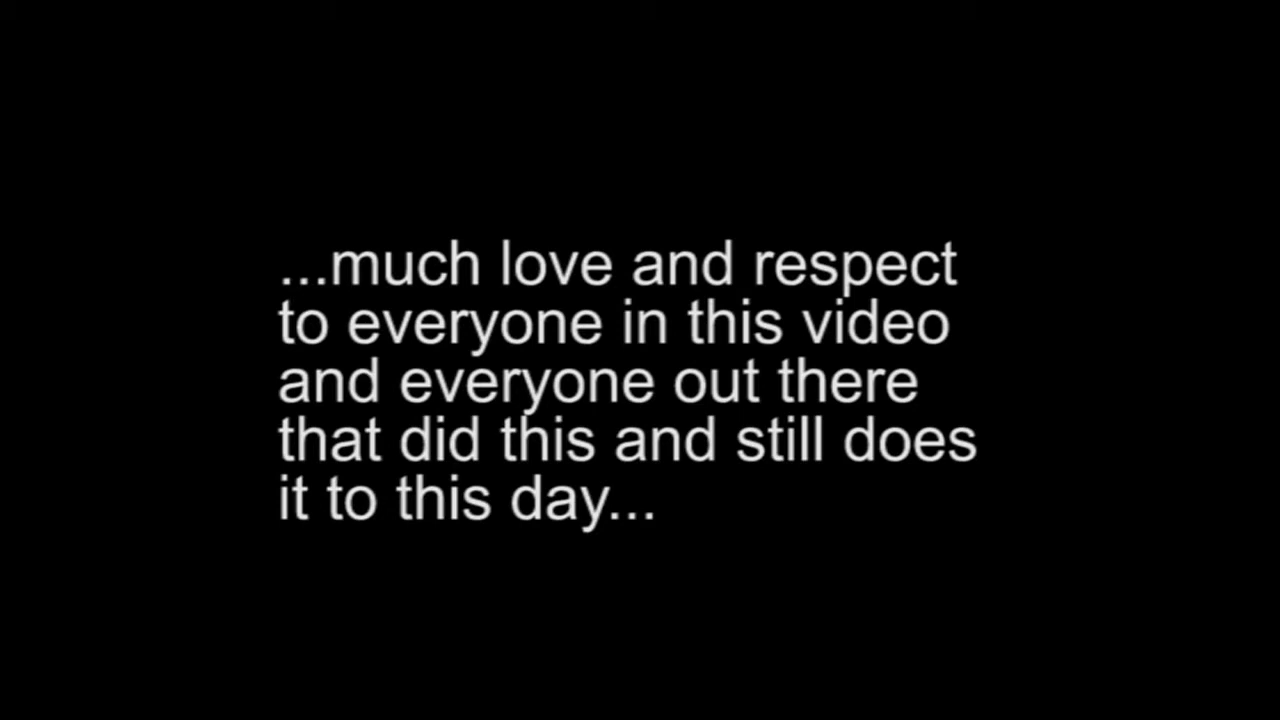 ...much love and respect
to everyone in this video
and everyone out there
that did this and still does
it to this day...